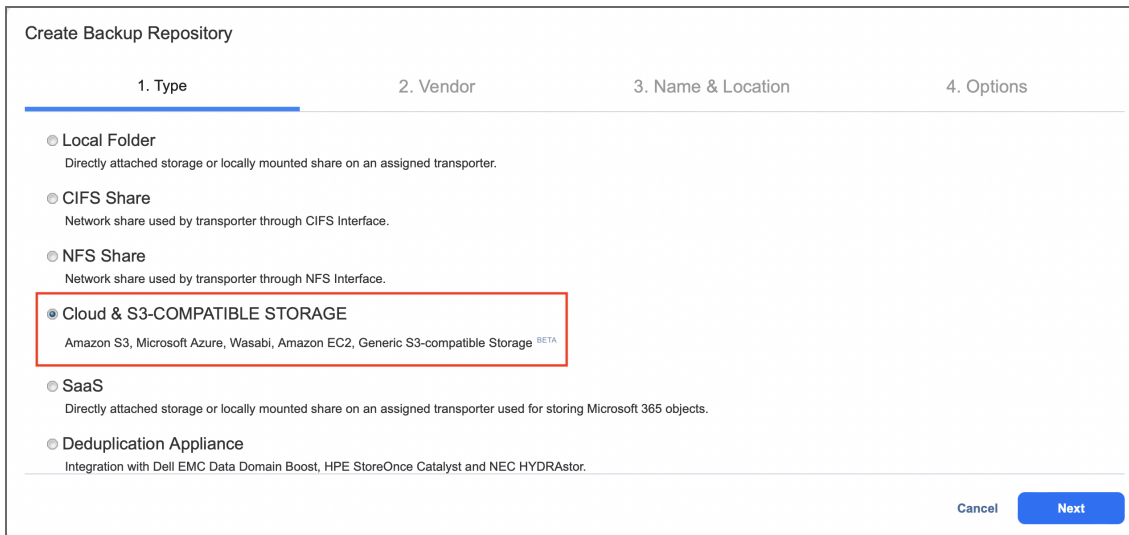 Create Backup Repository
1. Type
2. Vendor
3. Name & Location
4. Options
Local Folder
Directly attached storage or locally mounted share on an assigned transporter.
CIFS Share
Network share used by transporter through CIFS Interface.
NFS Share
Network share used by transporter through NFS Interface.
Cloud & S3-COMPATIBLE STORAGE
Amazon S3, Microsoft Azure, Wasabi, Amazon EC2, Generic S3-compatible Storage BETA
SaaS
Directly attached storage or locally mounted share on an assigned transporter used for storing Microsoft 365 objects.
Deduplication Appliance
Integration with Dell EMC Data Domain Boost, HPE StoreOnce Catalyst and NEC HYDRAstor.
Cancel
Next